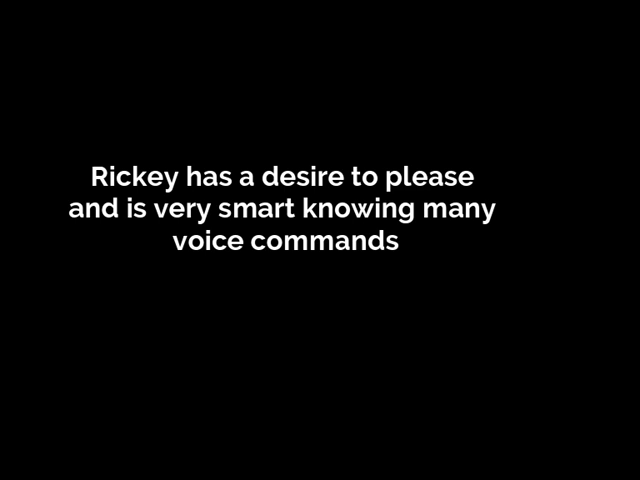 Rickey has a desire to please
and is very smart knowing many
voice commands